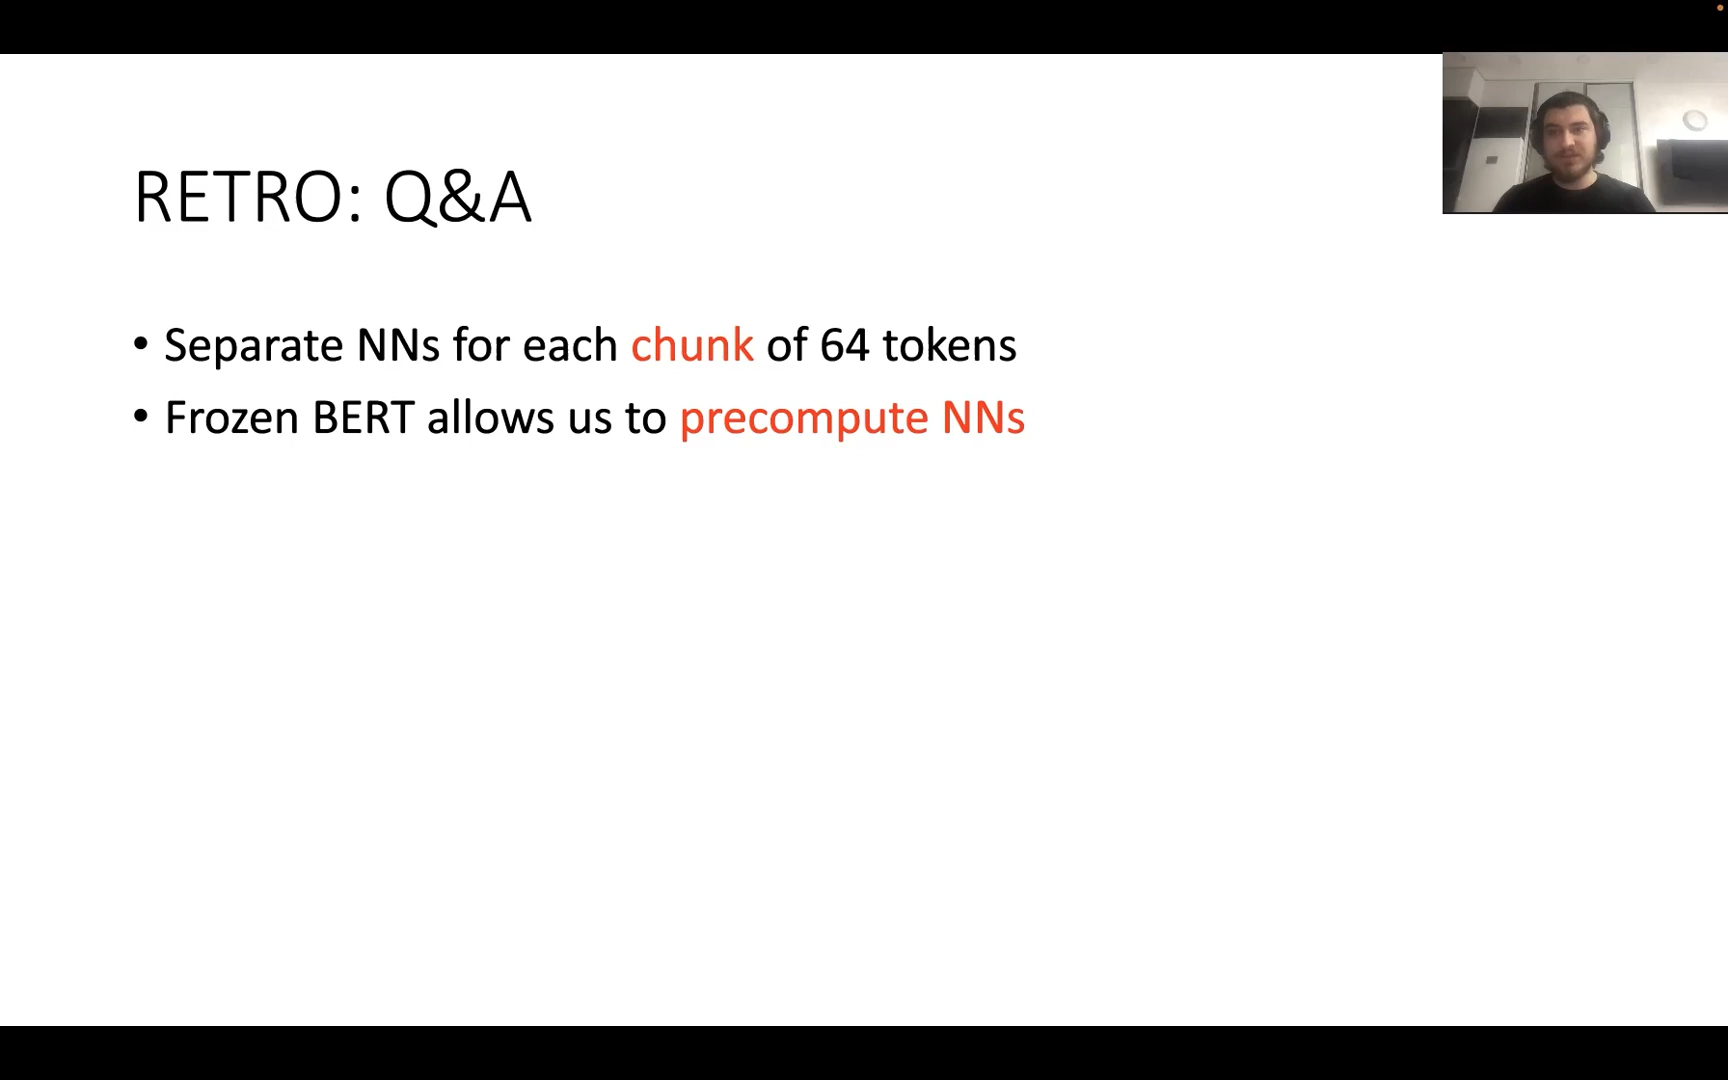 RETRO: Q&A
• Separate NNs for each chunk of 64 tokens
• Frozen BERT allows us to precompute NNs